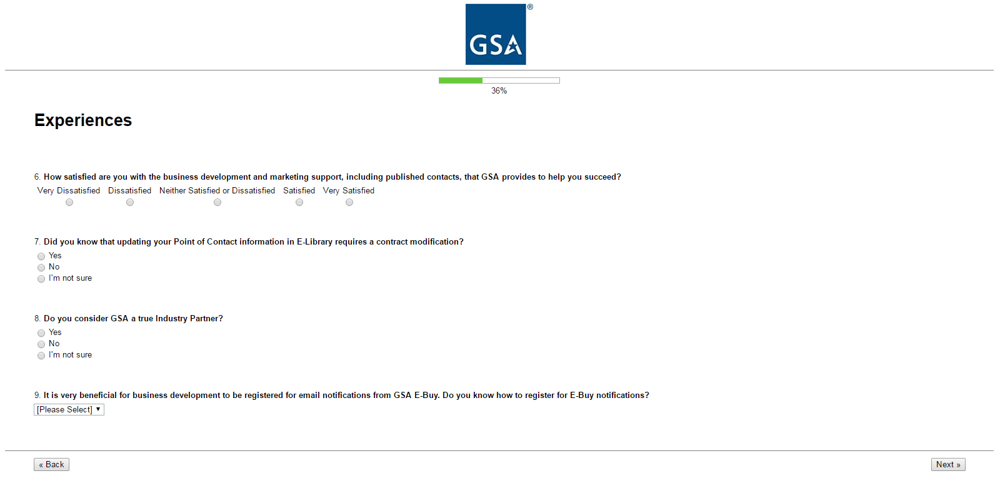 GSA®
36%
Experiences
6. How satisfied are you with the business development and marketing support, including published contacts, that GSA provides to help you succeed?
Very Dissatisfied Dissatisfied Neither Satisfied or Dissatisfied Satisfied Very Satisfied
7. Did you know that updating your Point of Contact information in E-Library requires a contract modification?
Yes
No
I'm not sure
8. Do you consider GSA a true Industry Partner?
Yes
No
I'm not sure
9. It is very beneficial for business development to be registered for email notifications from GSA E-Buy. Do you know how to register for E-Buy notifications?
[Please Select]
« Back Next »